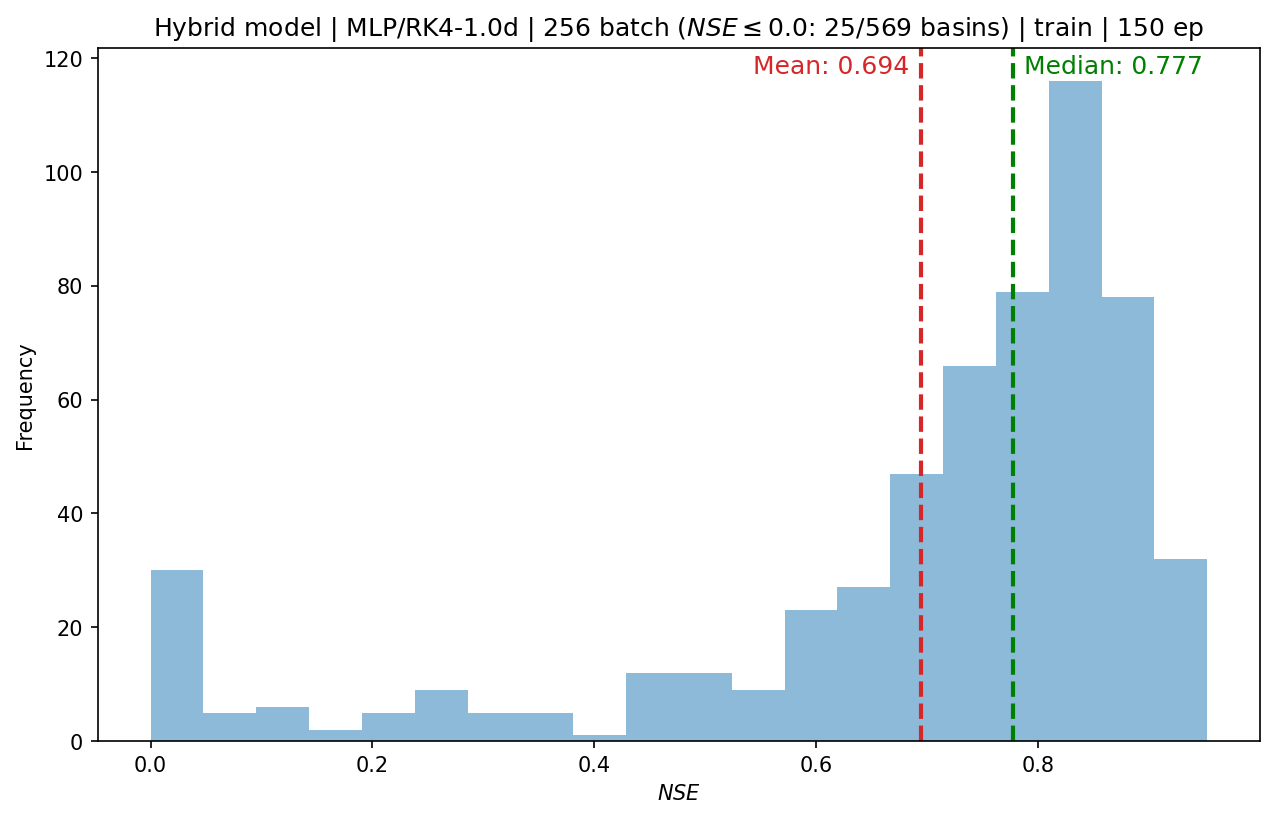 Hybrid model | MLP/RK4-1.0d | 256 batch (NSE ≤ 0.0: 25/569 basins) | train | 150 ep
Mean: 0.694
Median: 0.777
120
100
80
60
40
20
0
Frequency
0.0 0.2 0.4 0.6 0.8
NSE